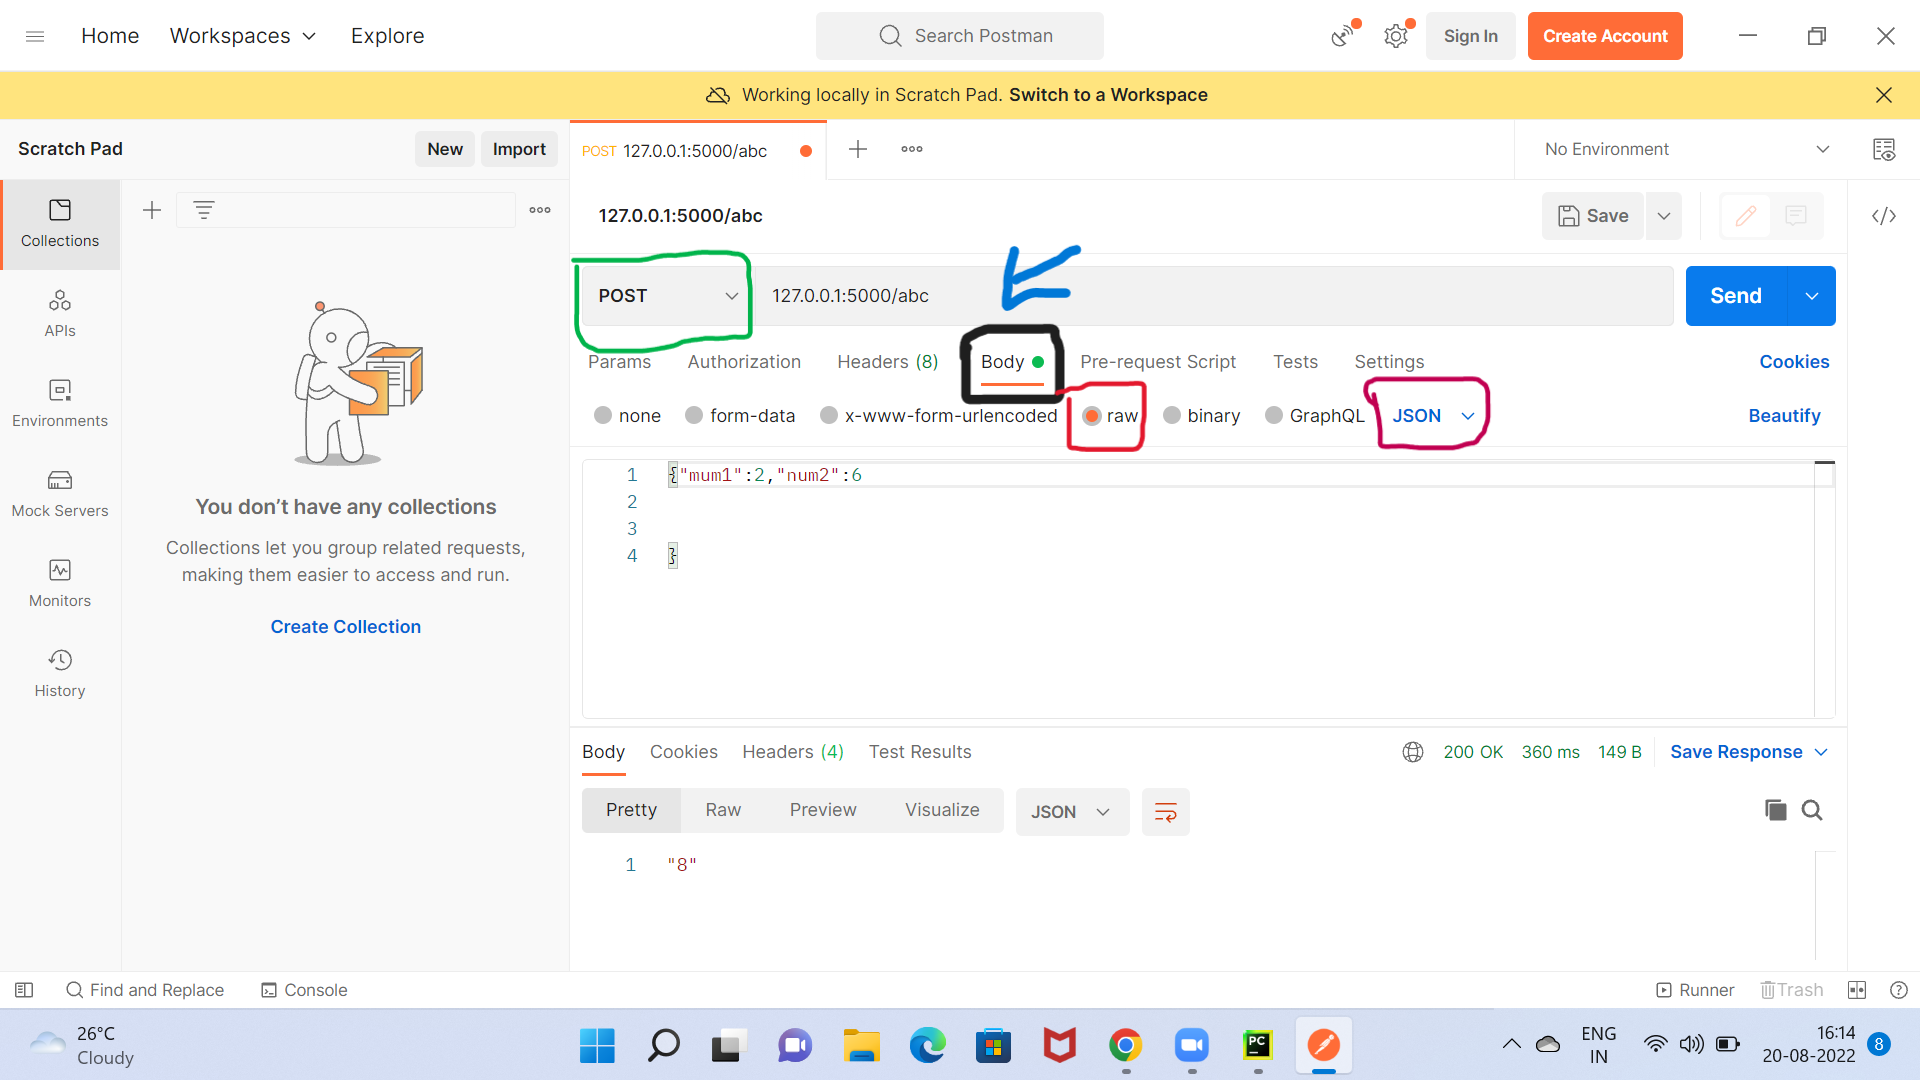 Home Workspaces Explore
Search Postman
Sign In Create Account
Working locally in Scratch Pad. Switch to a Workspace
Scratch Pad New Import
POST 127.0.0.1:5000/abc
No Environment
Collections
127.0.0.1:5000/abc
Save
POST 127.0.0.1:5000/abc
Send
APIs
Params Authorization Headers (8) Body Pre-request Script Tests Settings Cookies
Environments
none form-data x-www-form-urlencoded raw binary GraphQL JSON Beautify
1 {"mum1":2,"num2":6
2
3
4 }
Mock Servers
You don't have any collections
Collections let you group related requests,
making them easier to access and run.
Create Collection
Monitors
History
Body Cookies Headers (4) Test Results 200 OK 360 ms 149 B Save Response
Pretty Raw Preview Visualize JSON
1 "8"
Find and Replace Console Runner Trash
26°C
Cloudy
PC
ENG
IN
16:14
20-08-2022
8